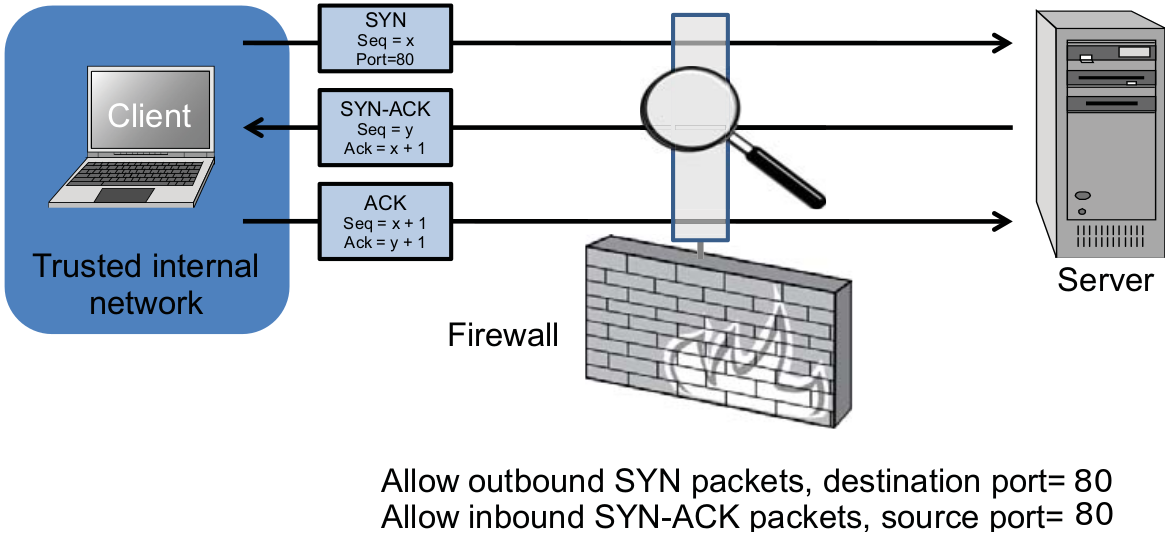 SYN
Seq = x
Port=80
Client
SYN-ACK
Seq = y
Ack = x + 1
ACK
Seq = x + 1
Ack = y + 1
Trusted internal
network
Server
Firewall
Allow outbound SYN packets, destination port= 80
Allow inbound SYN-ACK packets, source port= 80